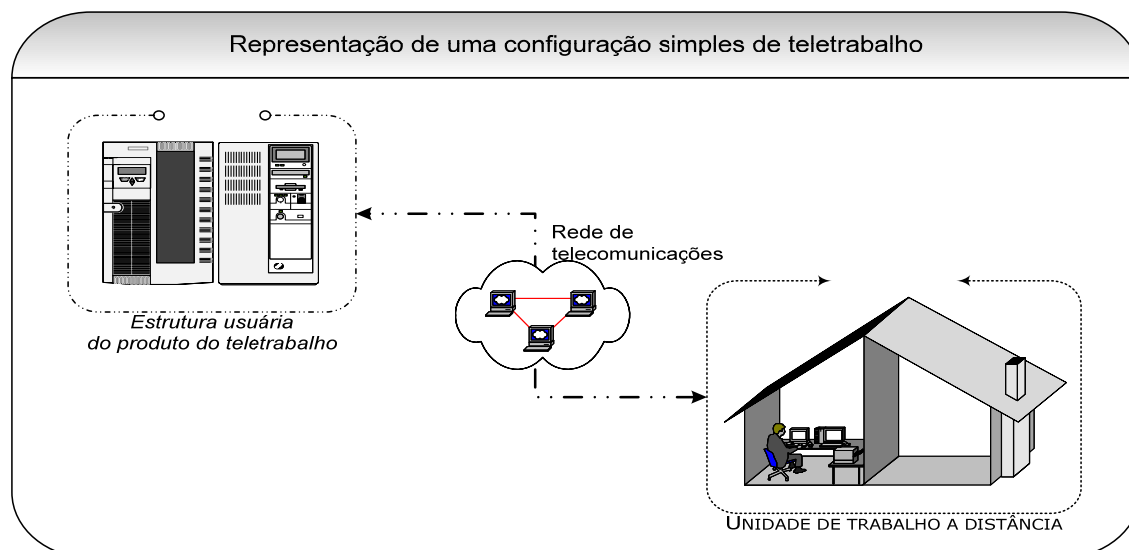 Representação de uma configuração simples de teletrabalho
Rede de
telecomunicações
Estrutura usuária
do produto do teletrabalho
UNIDADE DE TRABALHO A DISTÂNCIA